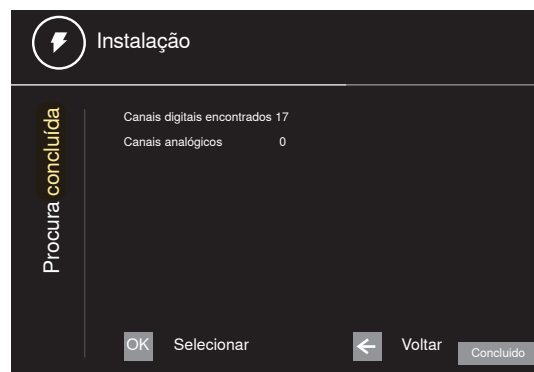 Instalação
Procura concluída
Canais digitais encontrados 17
Canais analógicos 0
OK Selecionar
Voltar
Concluido